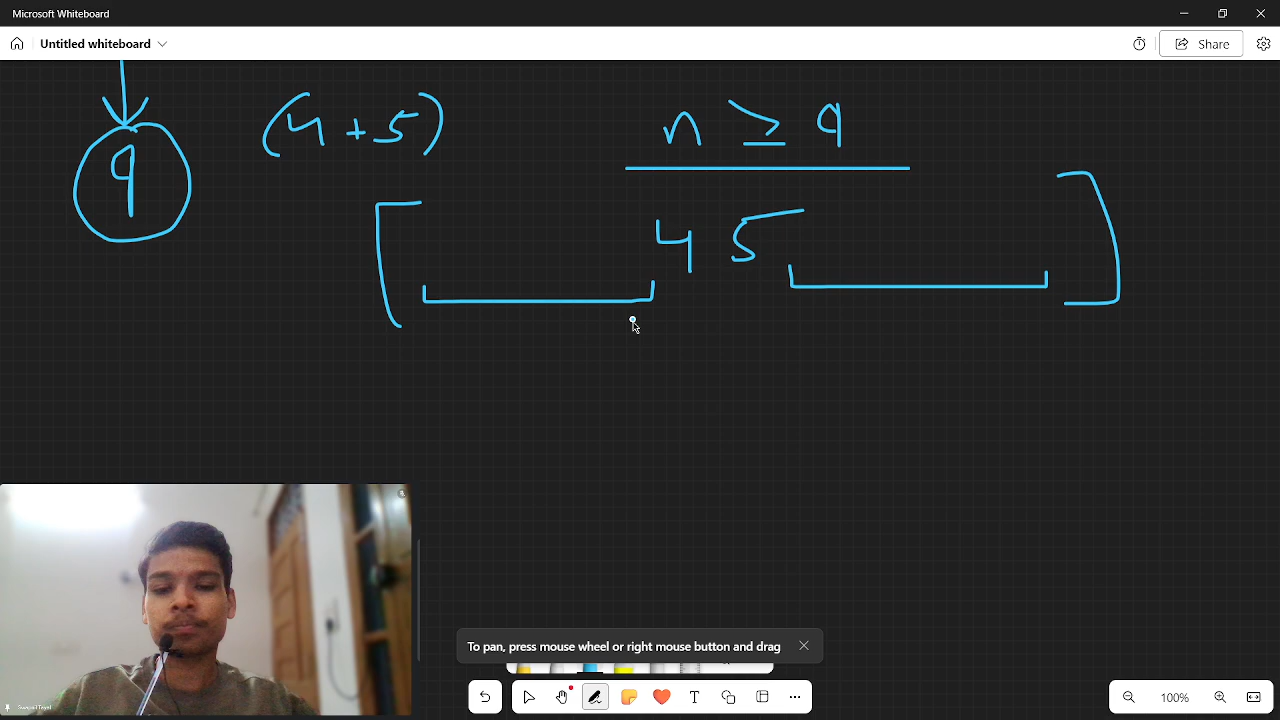 Microsoft Whiteboard
Untitled whiteboard
Share
9
(4+5)
n ≥ 9
4 5
To pan, press mouse wheel or right mouse button and drag
100%